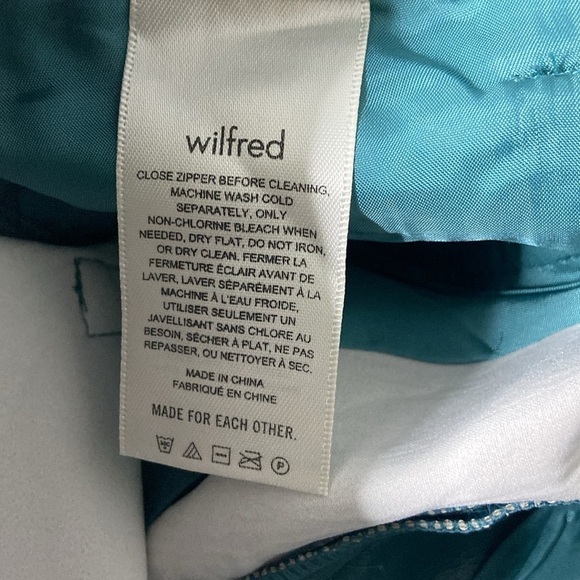 wilfred
CLOSE ZIPPER BEFORE CLEANING,
MACHINE WASH COLD
SEPARATELY, ONLY
NON-CHLORINE BLEACH WHEN
NEEDED, DRY FLAT, DO NOT IRON,
OR DRY CLEAN. FERMER LA
FERMETURE ÉCLAIR AVANT DE
LAVER, LAVER SÉPARÉMENT À LA
MACHINE À L'EAU FROIDE,
UTILISER SEULEMENT UN
JAVELLISANT SANS CHLORE AU
BESOIN, SÉCHER À PLAT, NE PAS
REPASSER, OU NETTOYER À SEC.
MADE IN CHINA
FABRIQUÉ EN CHINE
MADE FOR EACH OTHER.
P